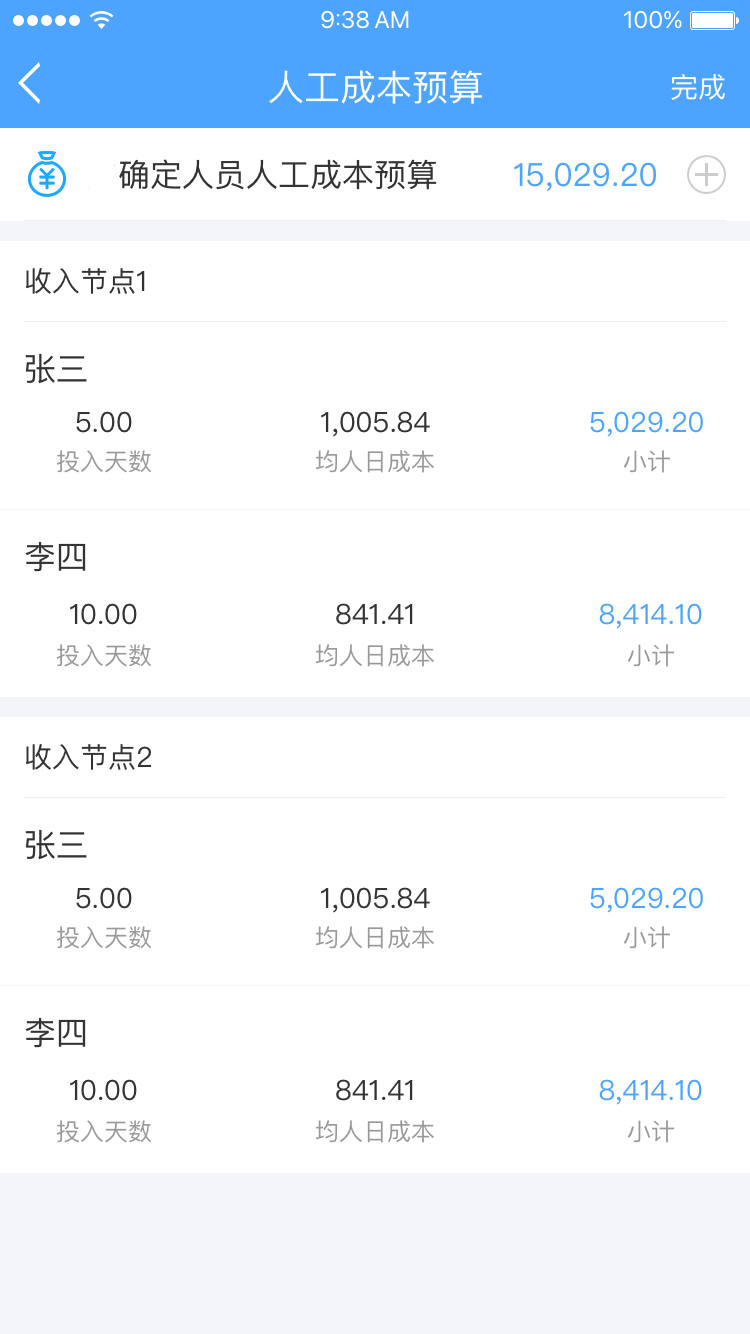 9:38 AM 100%
人工成本预算 完成
确定人员人工成本预算 15,029.20
收入节点1
张三
5.00 1,005.84 5,029.20
投入天数 均人日成本 小计
李四
10.00 841.41 8,414.10
投入天数 均人日成本 小计
收入节点2
张三
5.00 1,005.84 5,029.20
投入天数 均人日成本 小计
李四
10.00 841.41 8,414.10
投入天数 均人日成本 小计